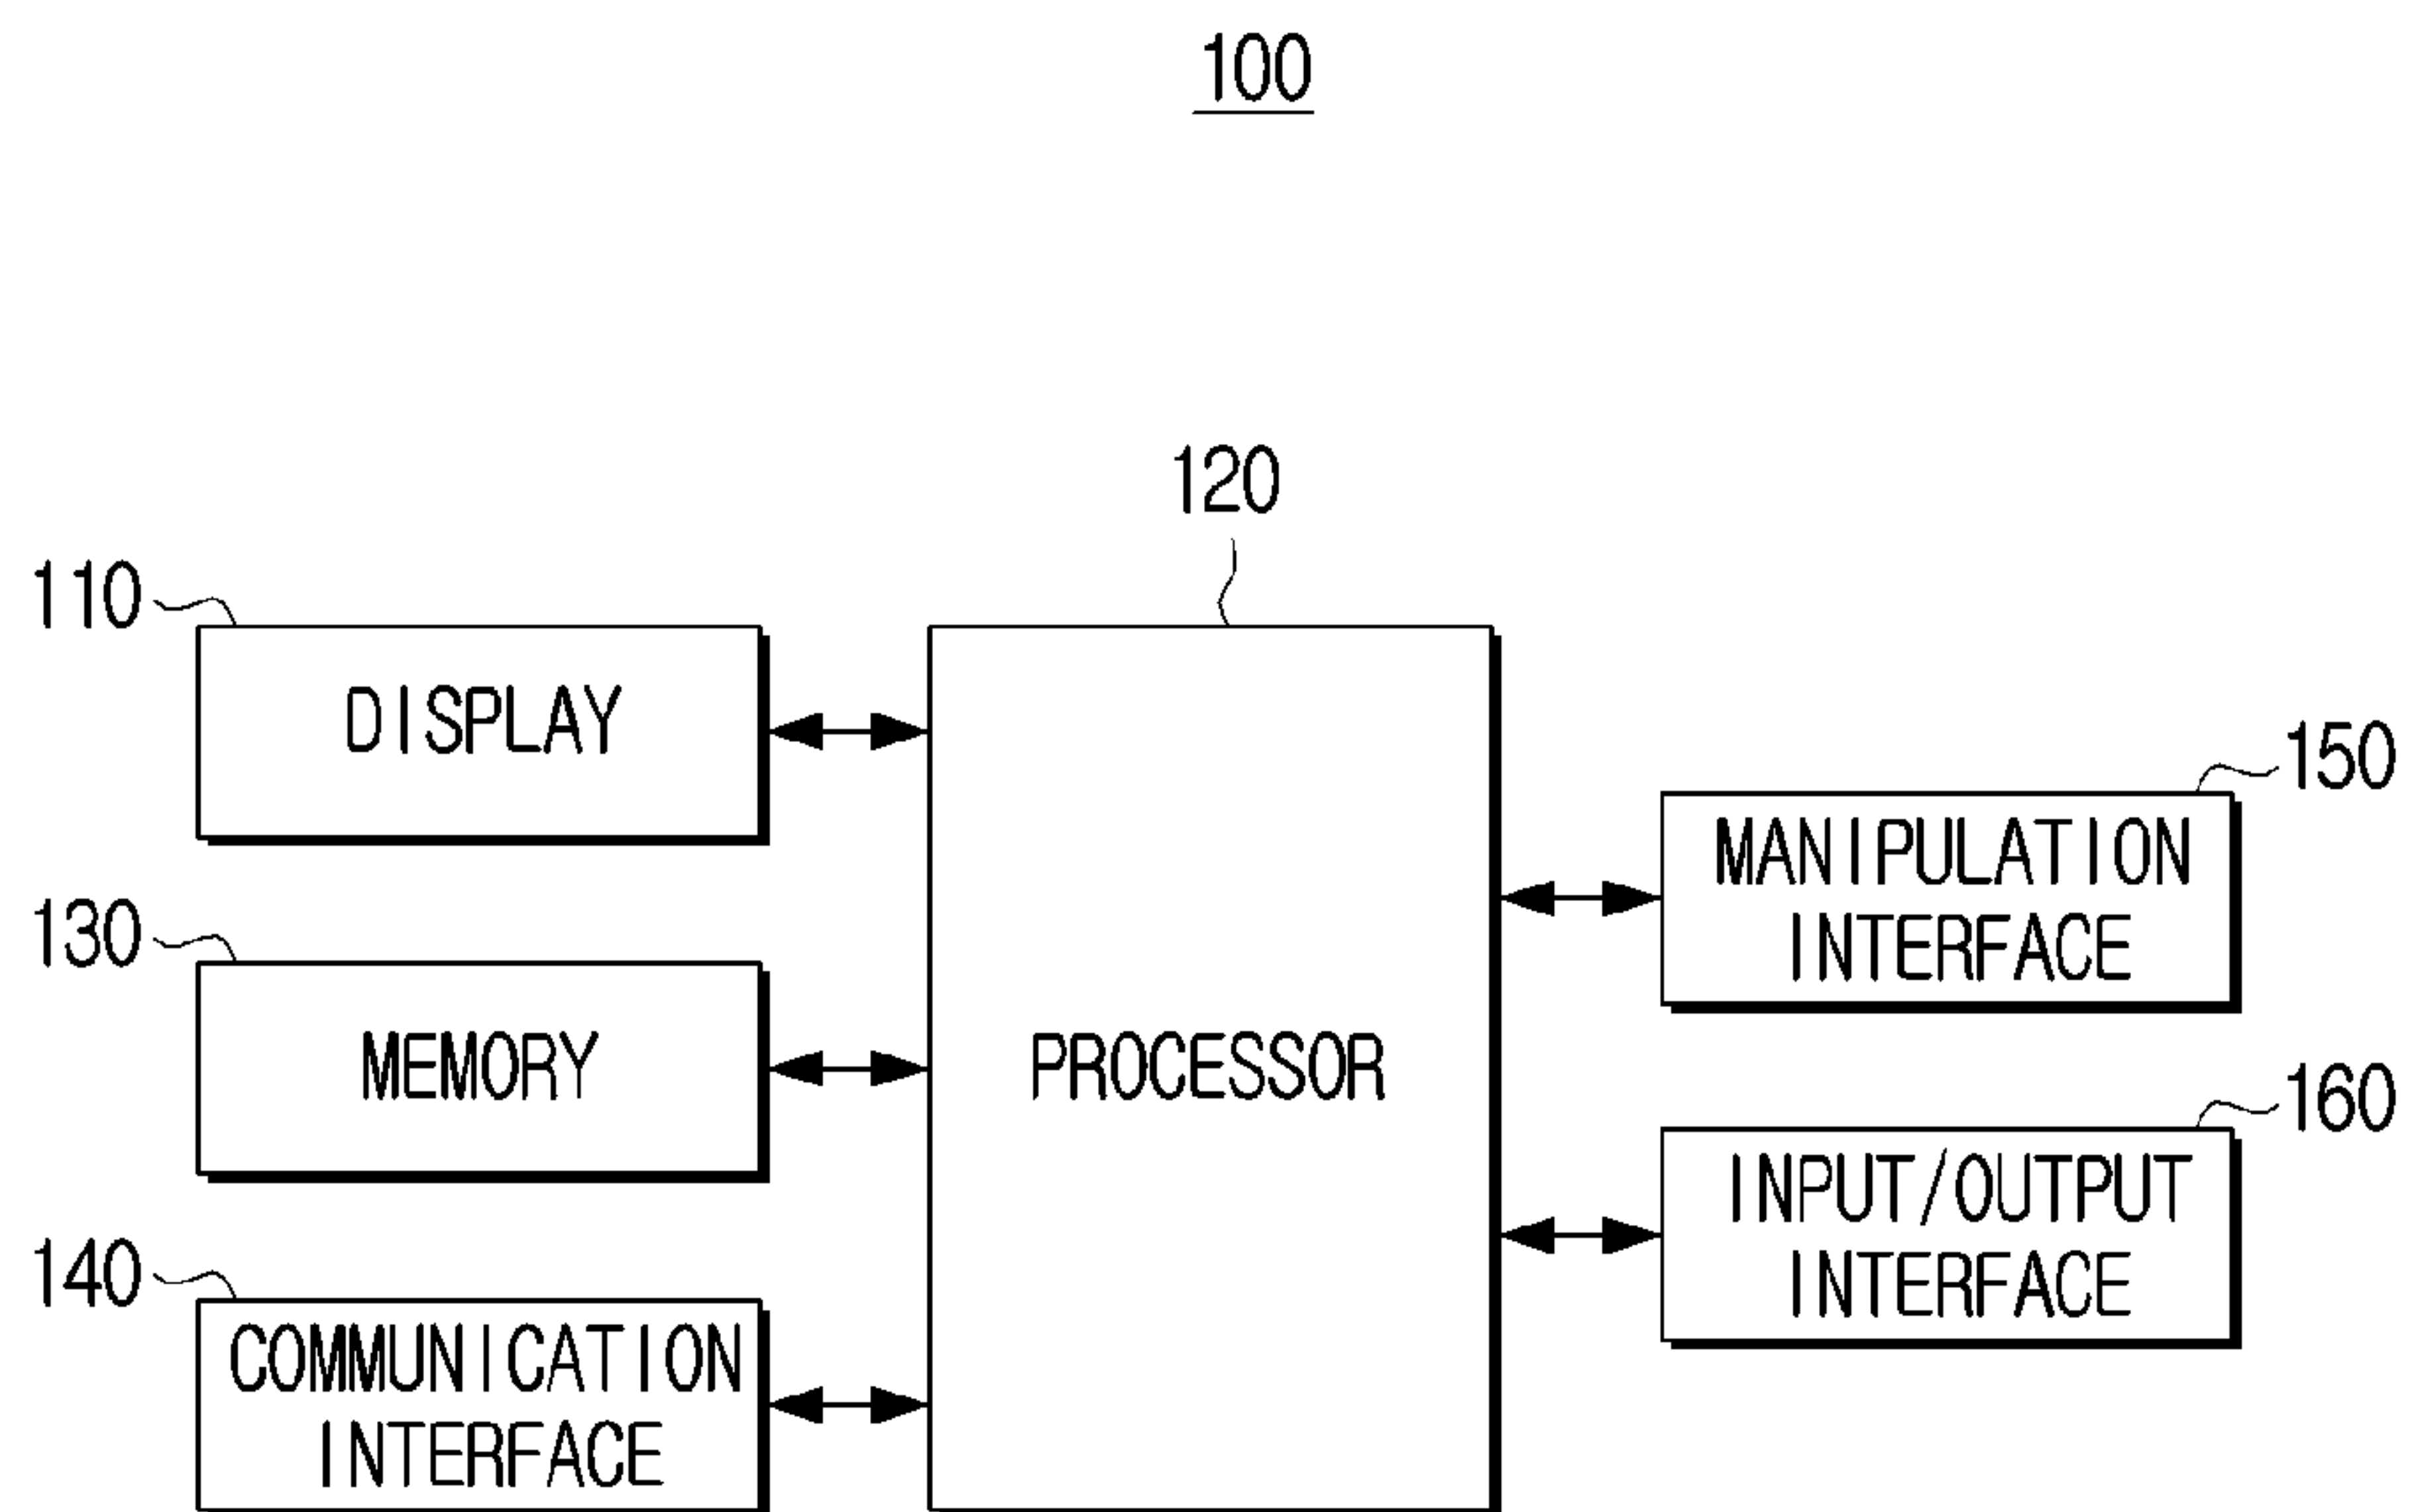 100
120
110
DISPLAY
150
MANIPULATION
INTERFACE
130
MEMORY
PROCESSOR
160
INPUT/OUTPUT
INTERFACE
140
COMMUNICATION
INTERFACE